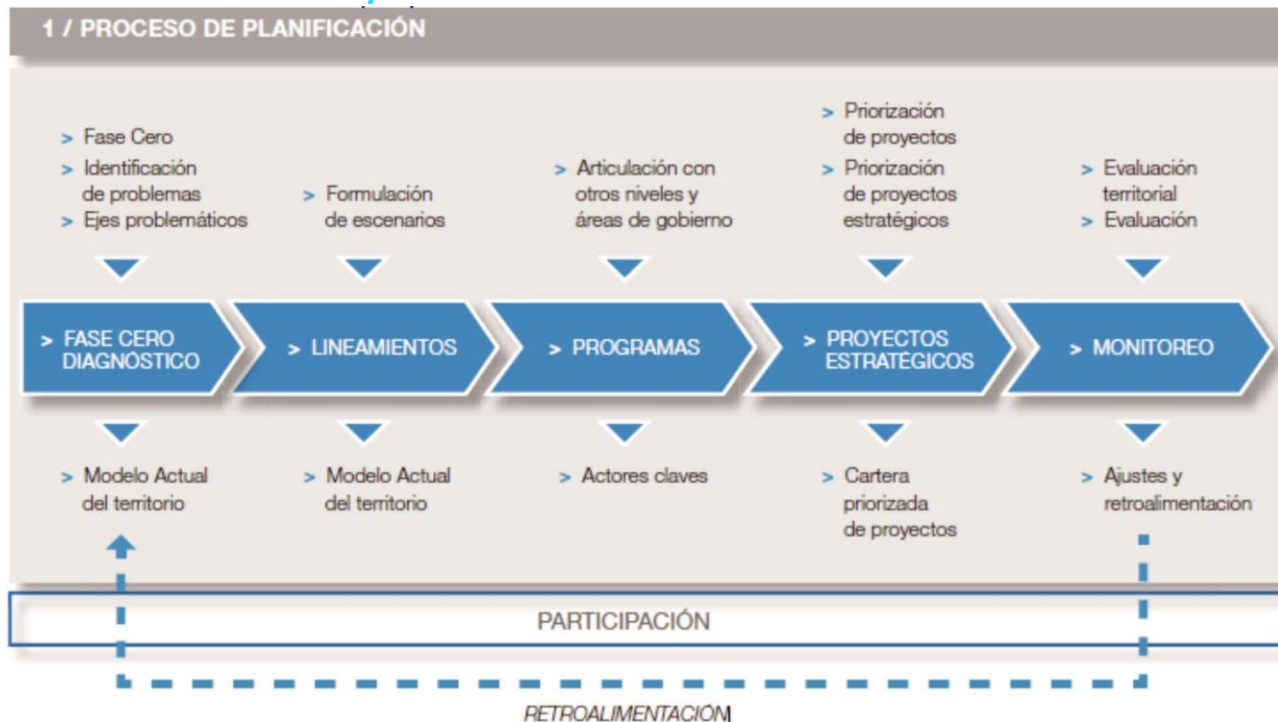 1 / PROCESO DE PLANIFICACIÓN
> Fase Cero
> Identificación
de problemas
> Ejes problemáticos
> Formulación
de escenarios
> Articulación con
otros niveles y
áreas de gobierno
> Priorización
de proyectos
> Priorización
de proyectos
estratégicos
> Evaluación
territorial
> Evaluación
> FASE CERO
DIAGNÓSTICO
> LINEAMIENTOS
> PROGRAMAS
> PROYECTOS
ESTRATÉGICOS
> MONITOREO
> Modelo Actual
del territorio
> Modelo Actual
del territorio
> Actores claves
> Cartera
priorizada
de proyectos
> Ajustes y
retroalimentación
PARTICIPACIÓN
RETROALIMENTACIÓN